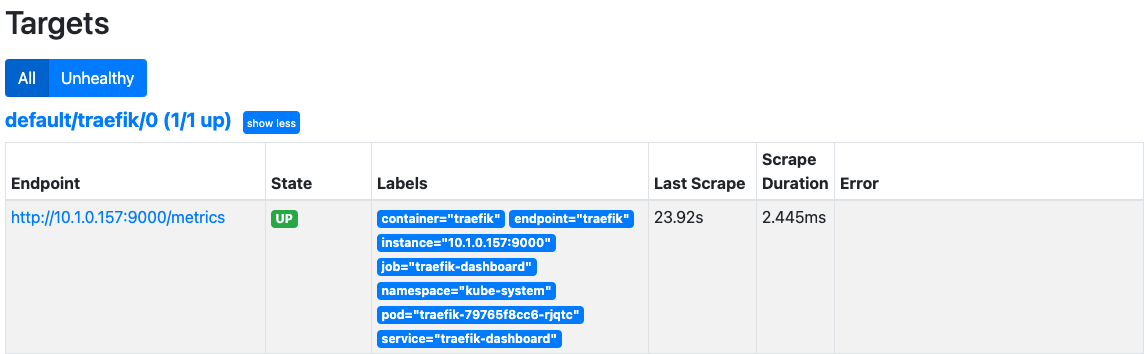 Targets
All Unhealthy
default/traefik/0 (1/1 up) show less
Endpoint State Labels Last Scrape Scrape Duration Error
http://10.1.0.157:9000/metrics UP container="traefik" endpoint="traefik" 23.92s 2.445ms
instance="10.1.0.157:9000"
job="traefik-dashboard"
namespace="kube-system"
pod="traefik-79765f8cc6-rjqtc"
service="traefik-dashboard"